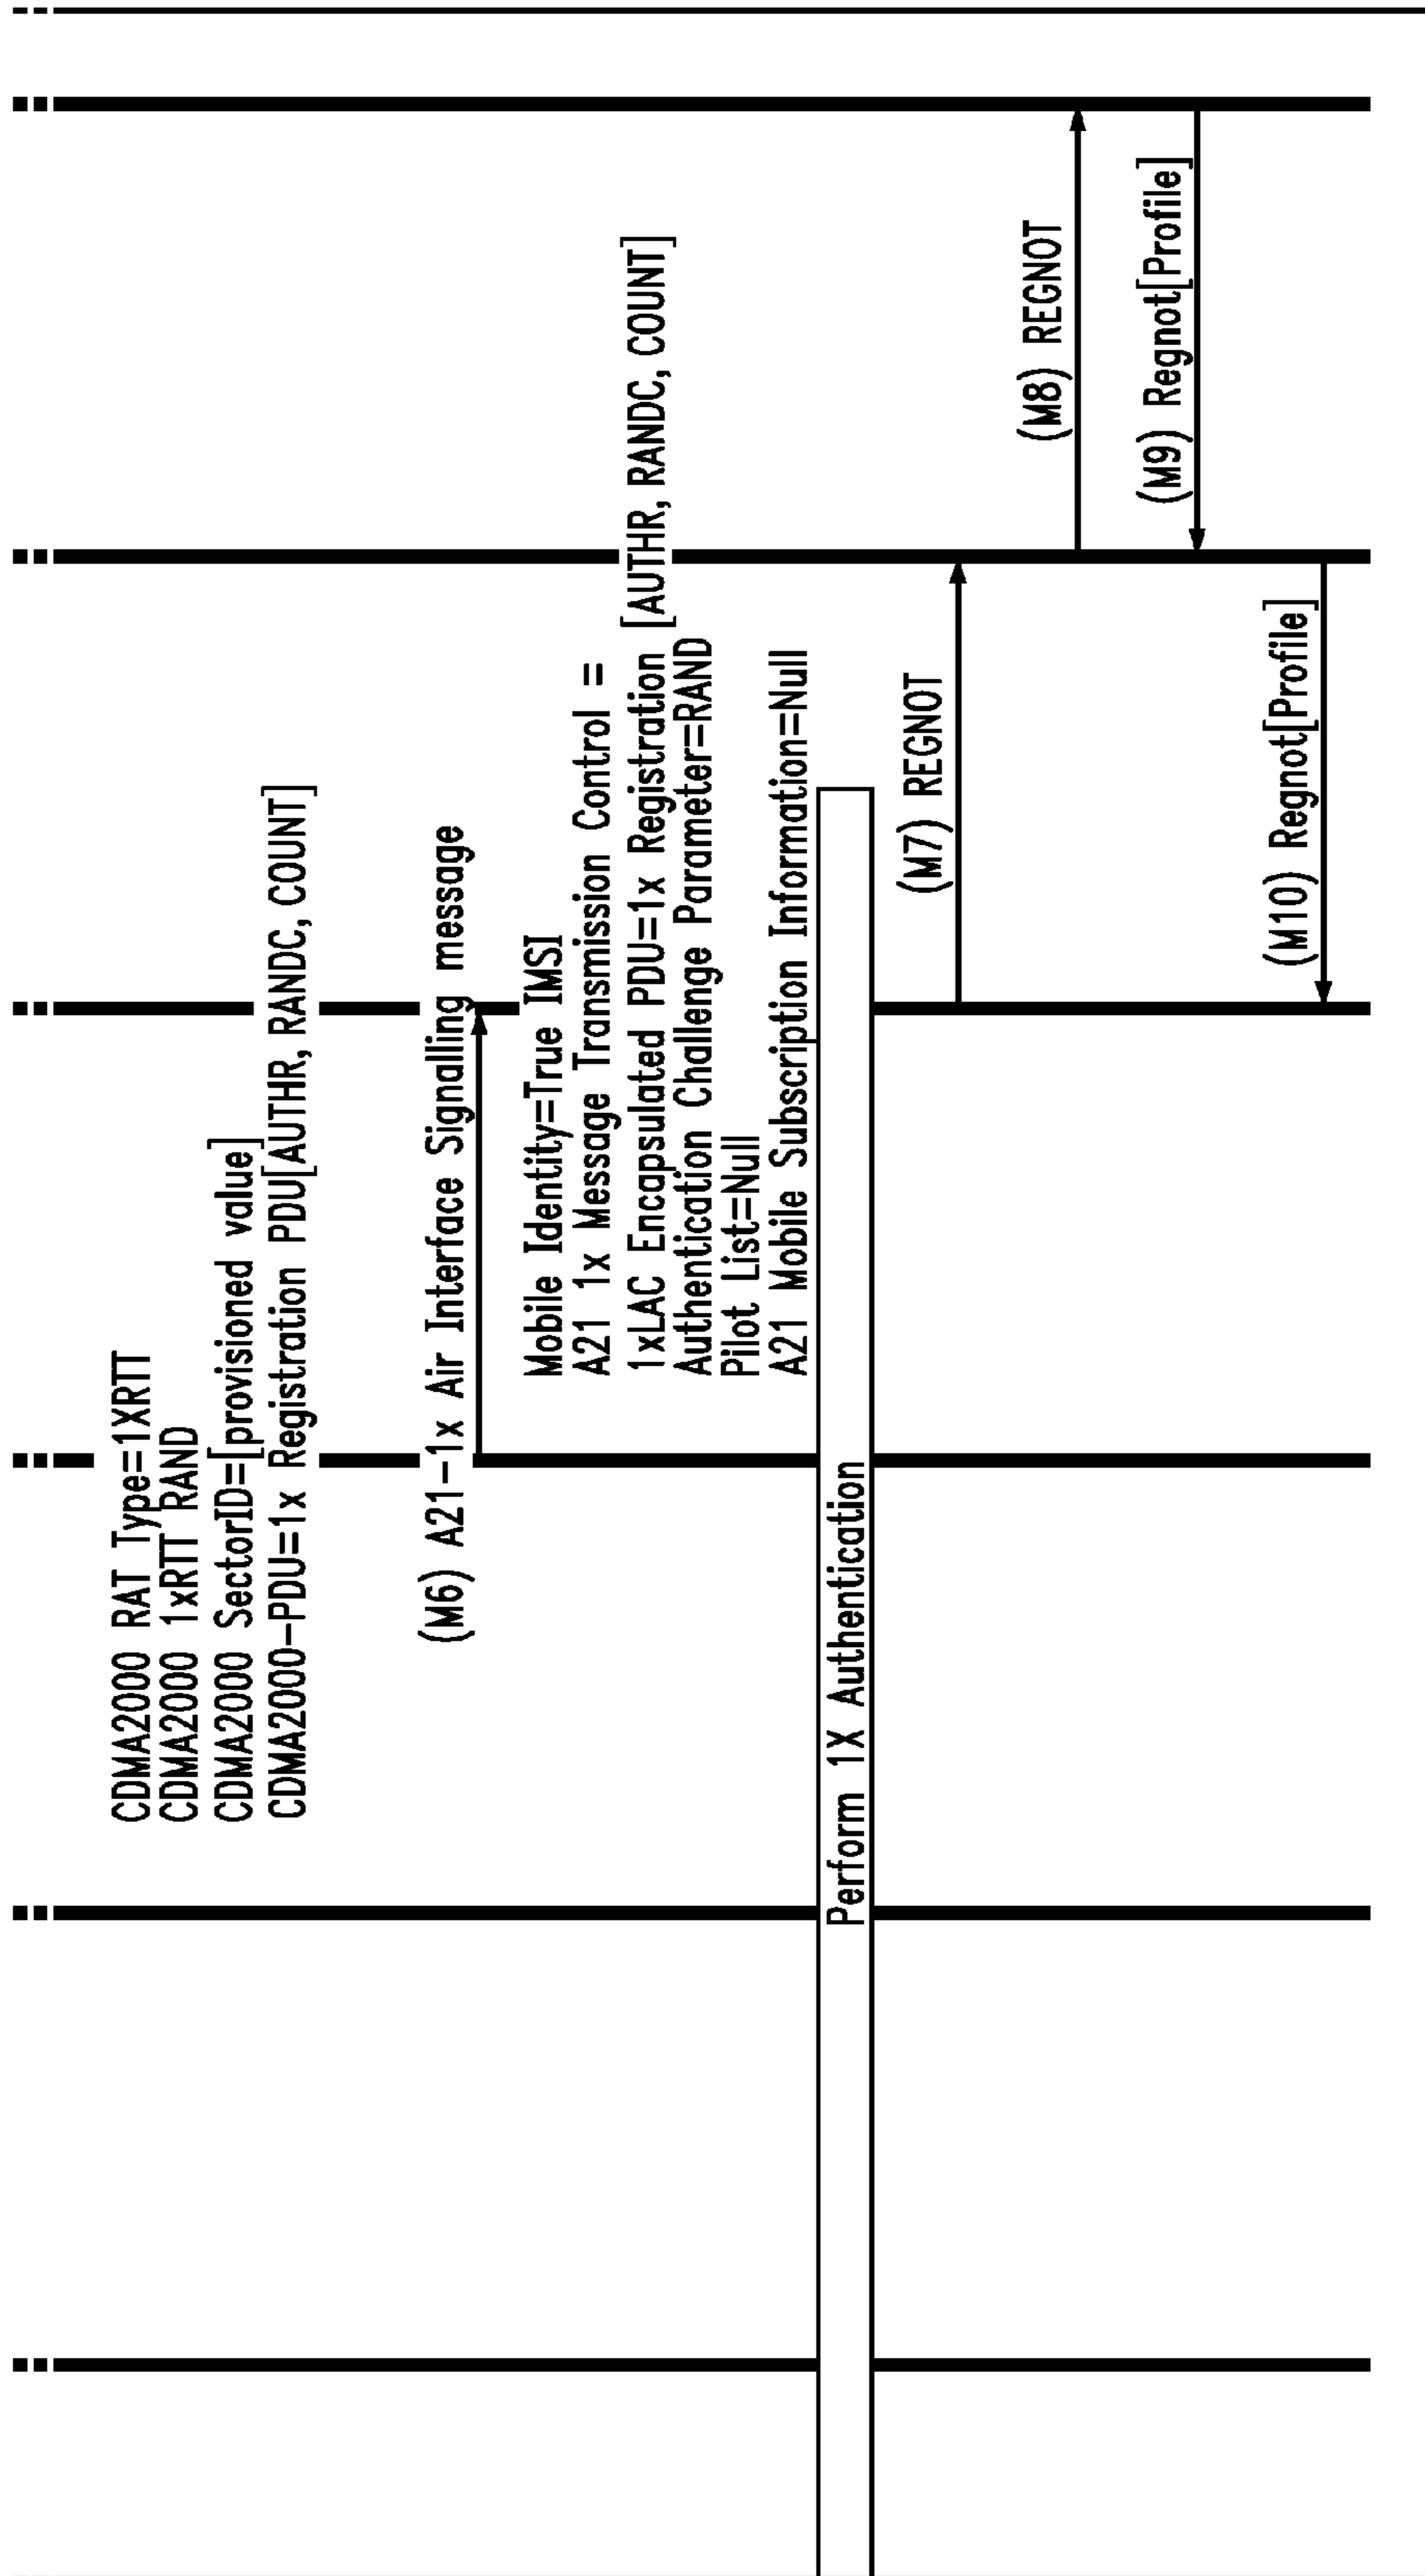 CDMA2000 RAT Type=1XRTT
CDMA2000 1xRTT RAND
CDMA2000 SectorID=[provisioned value]
CDMA2000-PDU=1x Registration PDU[AUTHR, RANDC, COUNT]
(M6) A21-1x Air Interface Signalling message
Mobile Identity=True IMSI
A21 1x Message Transmission Control =
1xLAC Encapsulated PDU=1x Registration [AUTHR, RANDC, COUNT]
Authentication Challenge Parameter=RAND
Pilot List=Null
A21 Mobile Subscription Information=Null
Perform 1X Authentication
(M7) REGNOT
(M8) REGNOT
(M9) Regnot[Profile]
(M10) Regnot[Profile]